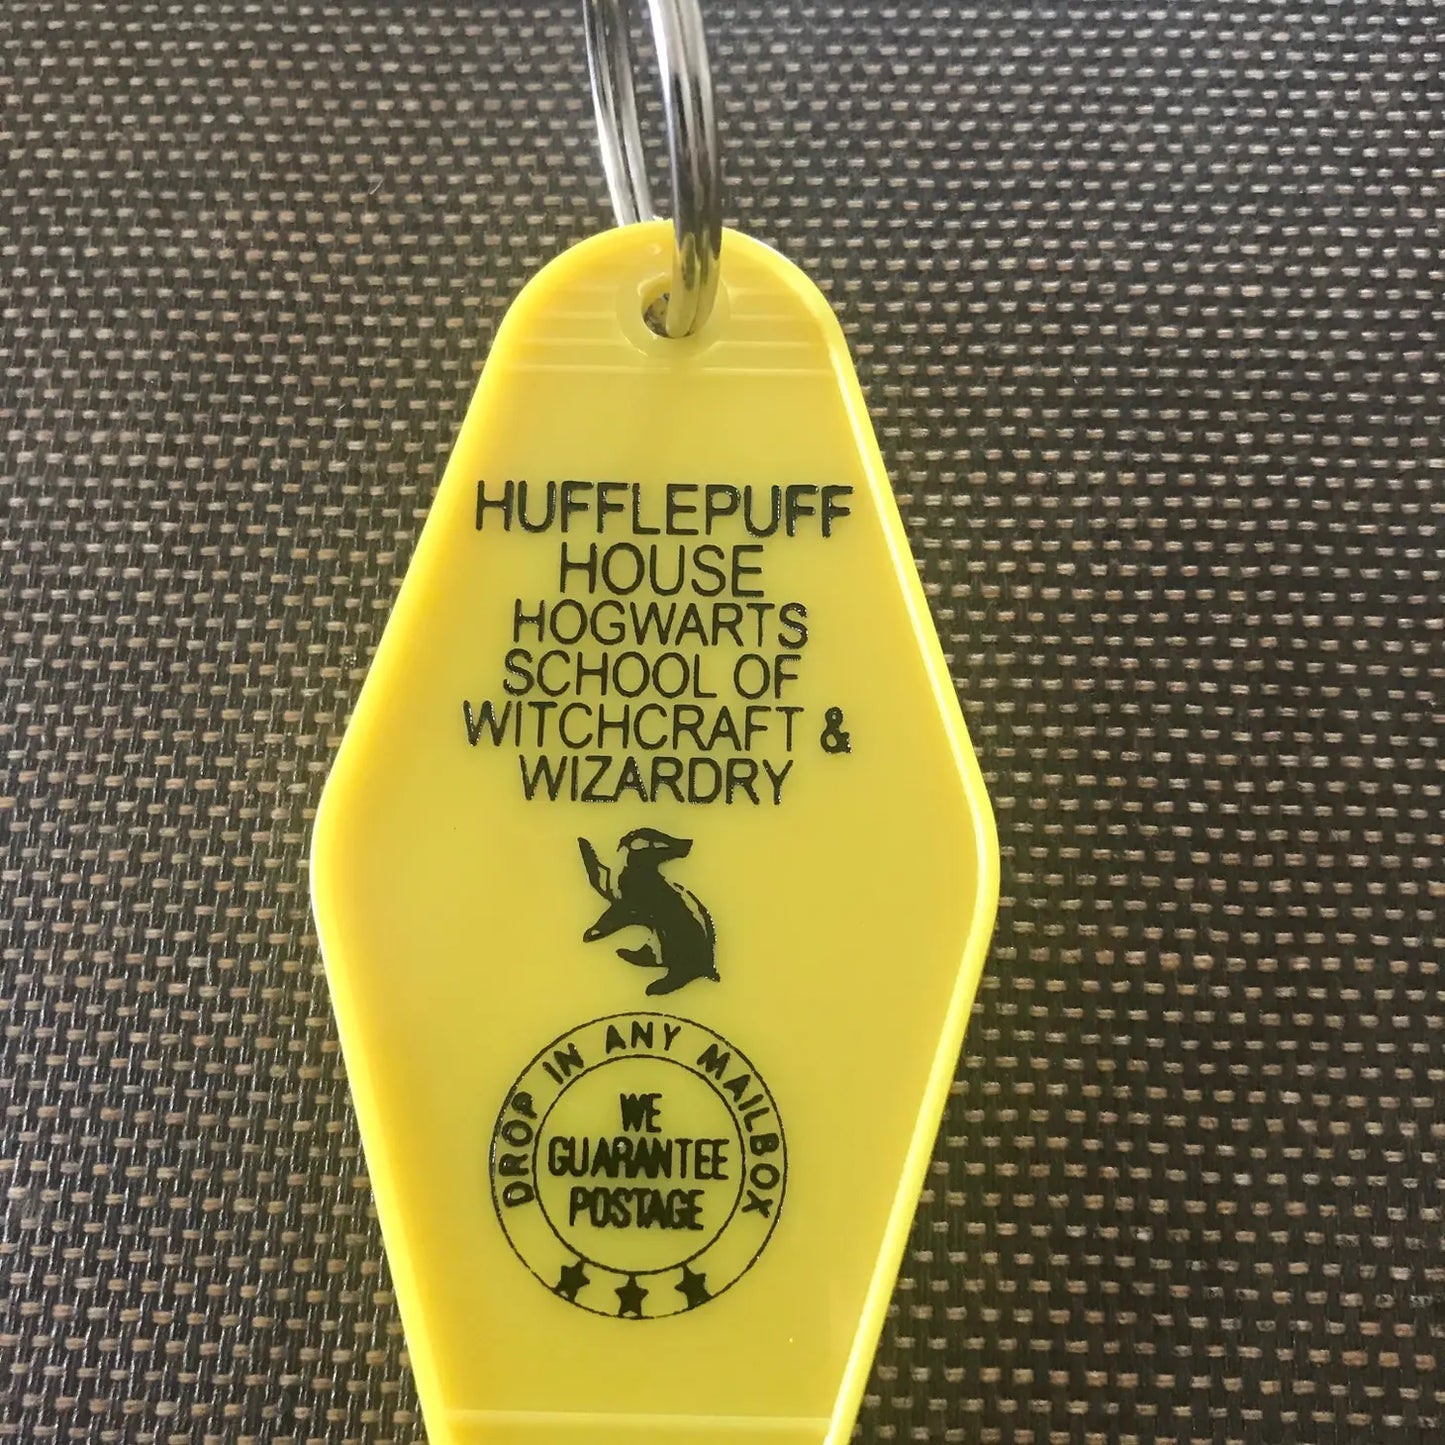 HUFFLEPUFF
HOUSE
HOGWARTS
SCHOOL OF
WITCHCRAFT &
WIZARDRY
DROP IN ANY MAILBOX
WE
GUARANTEE
POSTAGE